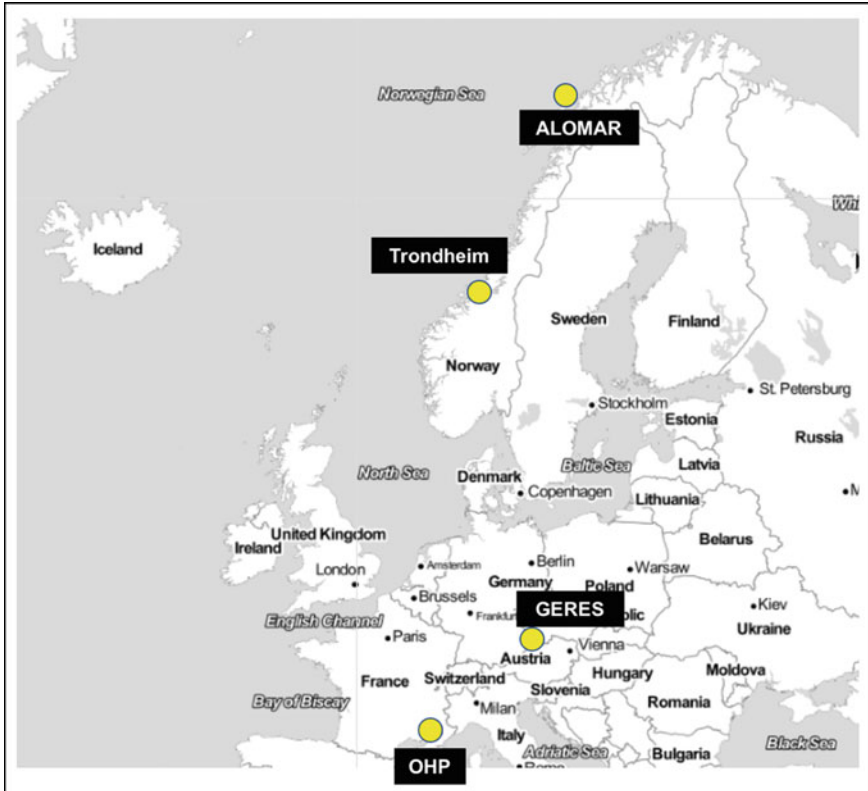 Norwegian Sea
ALOMAR
Iceland
Trondheim
Sweden
Finland
Norway
St. Petersburg
Stockholm
Estonia
Russia
North Sea
Baltic Sea
Latvia
Denmark
Copenhagen
Lithuania
United Kingdom
Ireland
Belarus
London
Amsterdam
Berlin
Warsaw
Germany
Poland
Brussels
GERES
Kiev
English Channel
Frankfurt
Ukraine
Paris
Vienna
Austria
France
Switzerland
Hungary
Moldova
Slovenia
Bay of Biscay
Milan
Romania
OHP
Italy
Adriatic Sea
Bulgaria
Black Sea